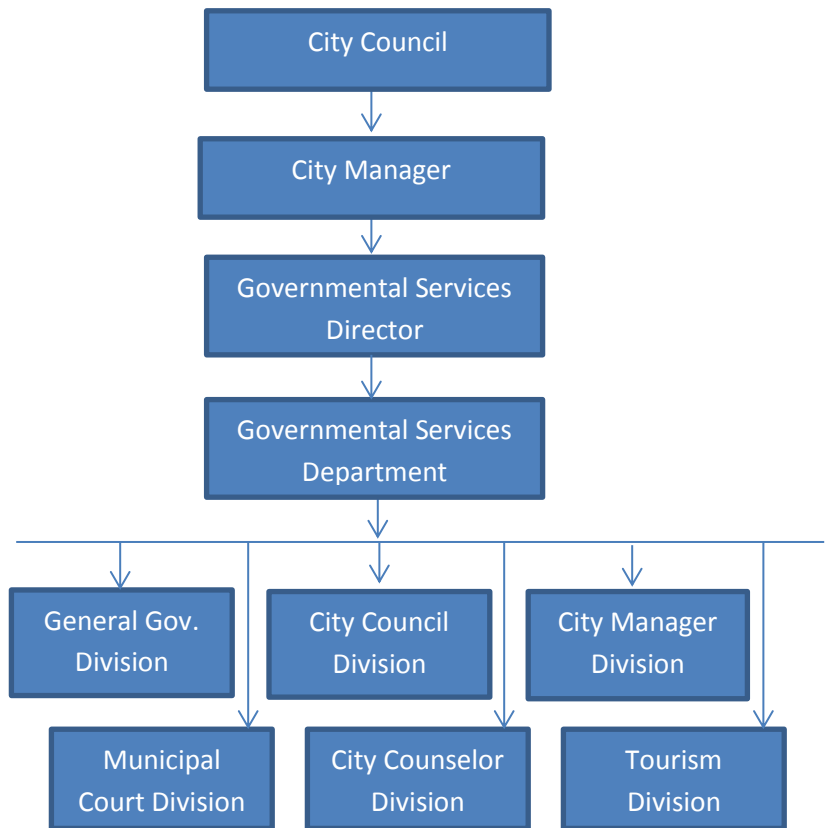 City Council
City Manager
Governmental Services
Director
Governmental Services
Department
General Gov.
Division
City Council
Division
City Manager
Division
Municipal
Court Division
City Counselor
Division
Tourism
Division